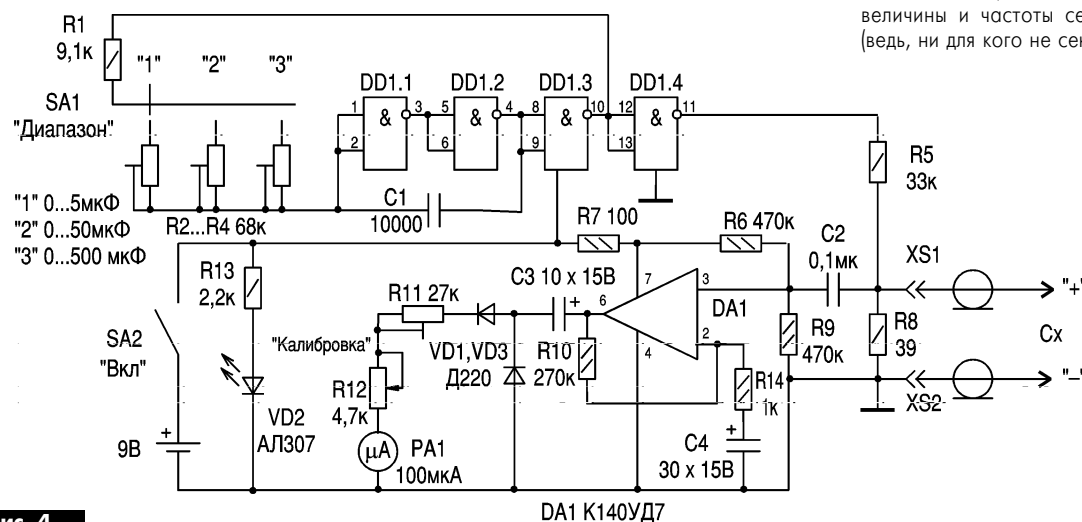 величины и частоты се
(ведь, ни для кого не сек
R1
9,1к
"1" "2" "3"
SA1
"Диапазон"
"1" 0...5мкФ
"2" 0...50мкФ
"3" 0...500 мкФ
R2...R4 68к
DD1.1 DD1.2 DD1.3 DD1.4
1 & 3 5 & 4 8 & 10 12 & 11
2 6 9 13
C1
10000
R5
33к
R7 100
R6 470к
C2
0,1мк
XS1
"+"
R13
2,2к
R11 27к
C3 10 x 15В
+
6 7 3
DA1
4 2
SA2
"Вкл"
"Калибровка"
VD1,VD3
Д220
R10
270к
R9
470к
R8
39
Cx
R12
4,7к
R14
1к
"–"
XS2
VD2
АЛ307
+
9В
μA
PA1
100мкА
+
C4
30 x 15В
DA1 К140УД7
ис. 4